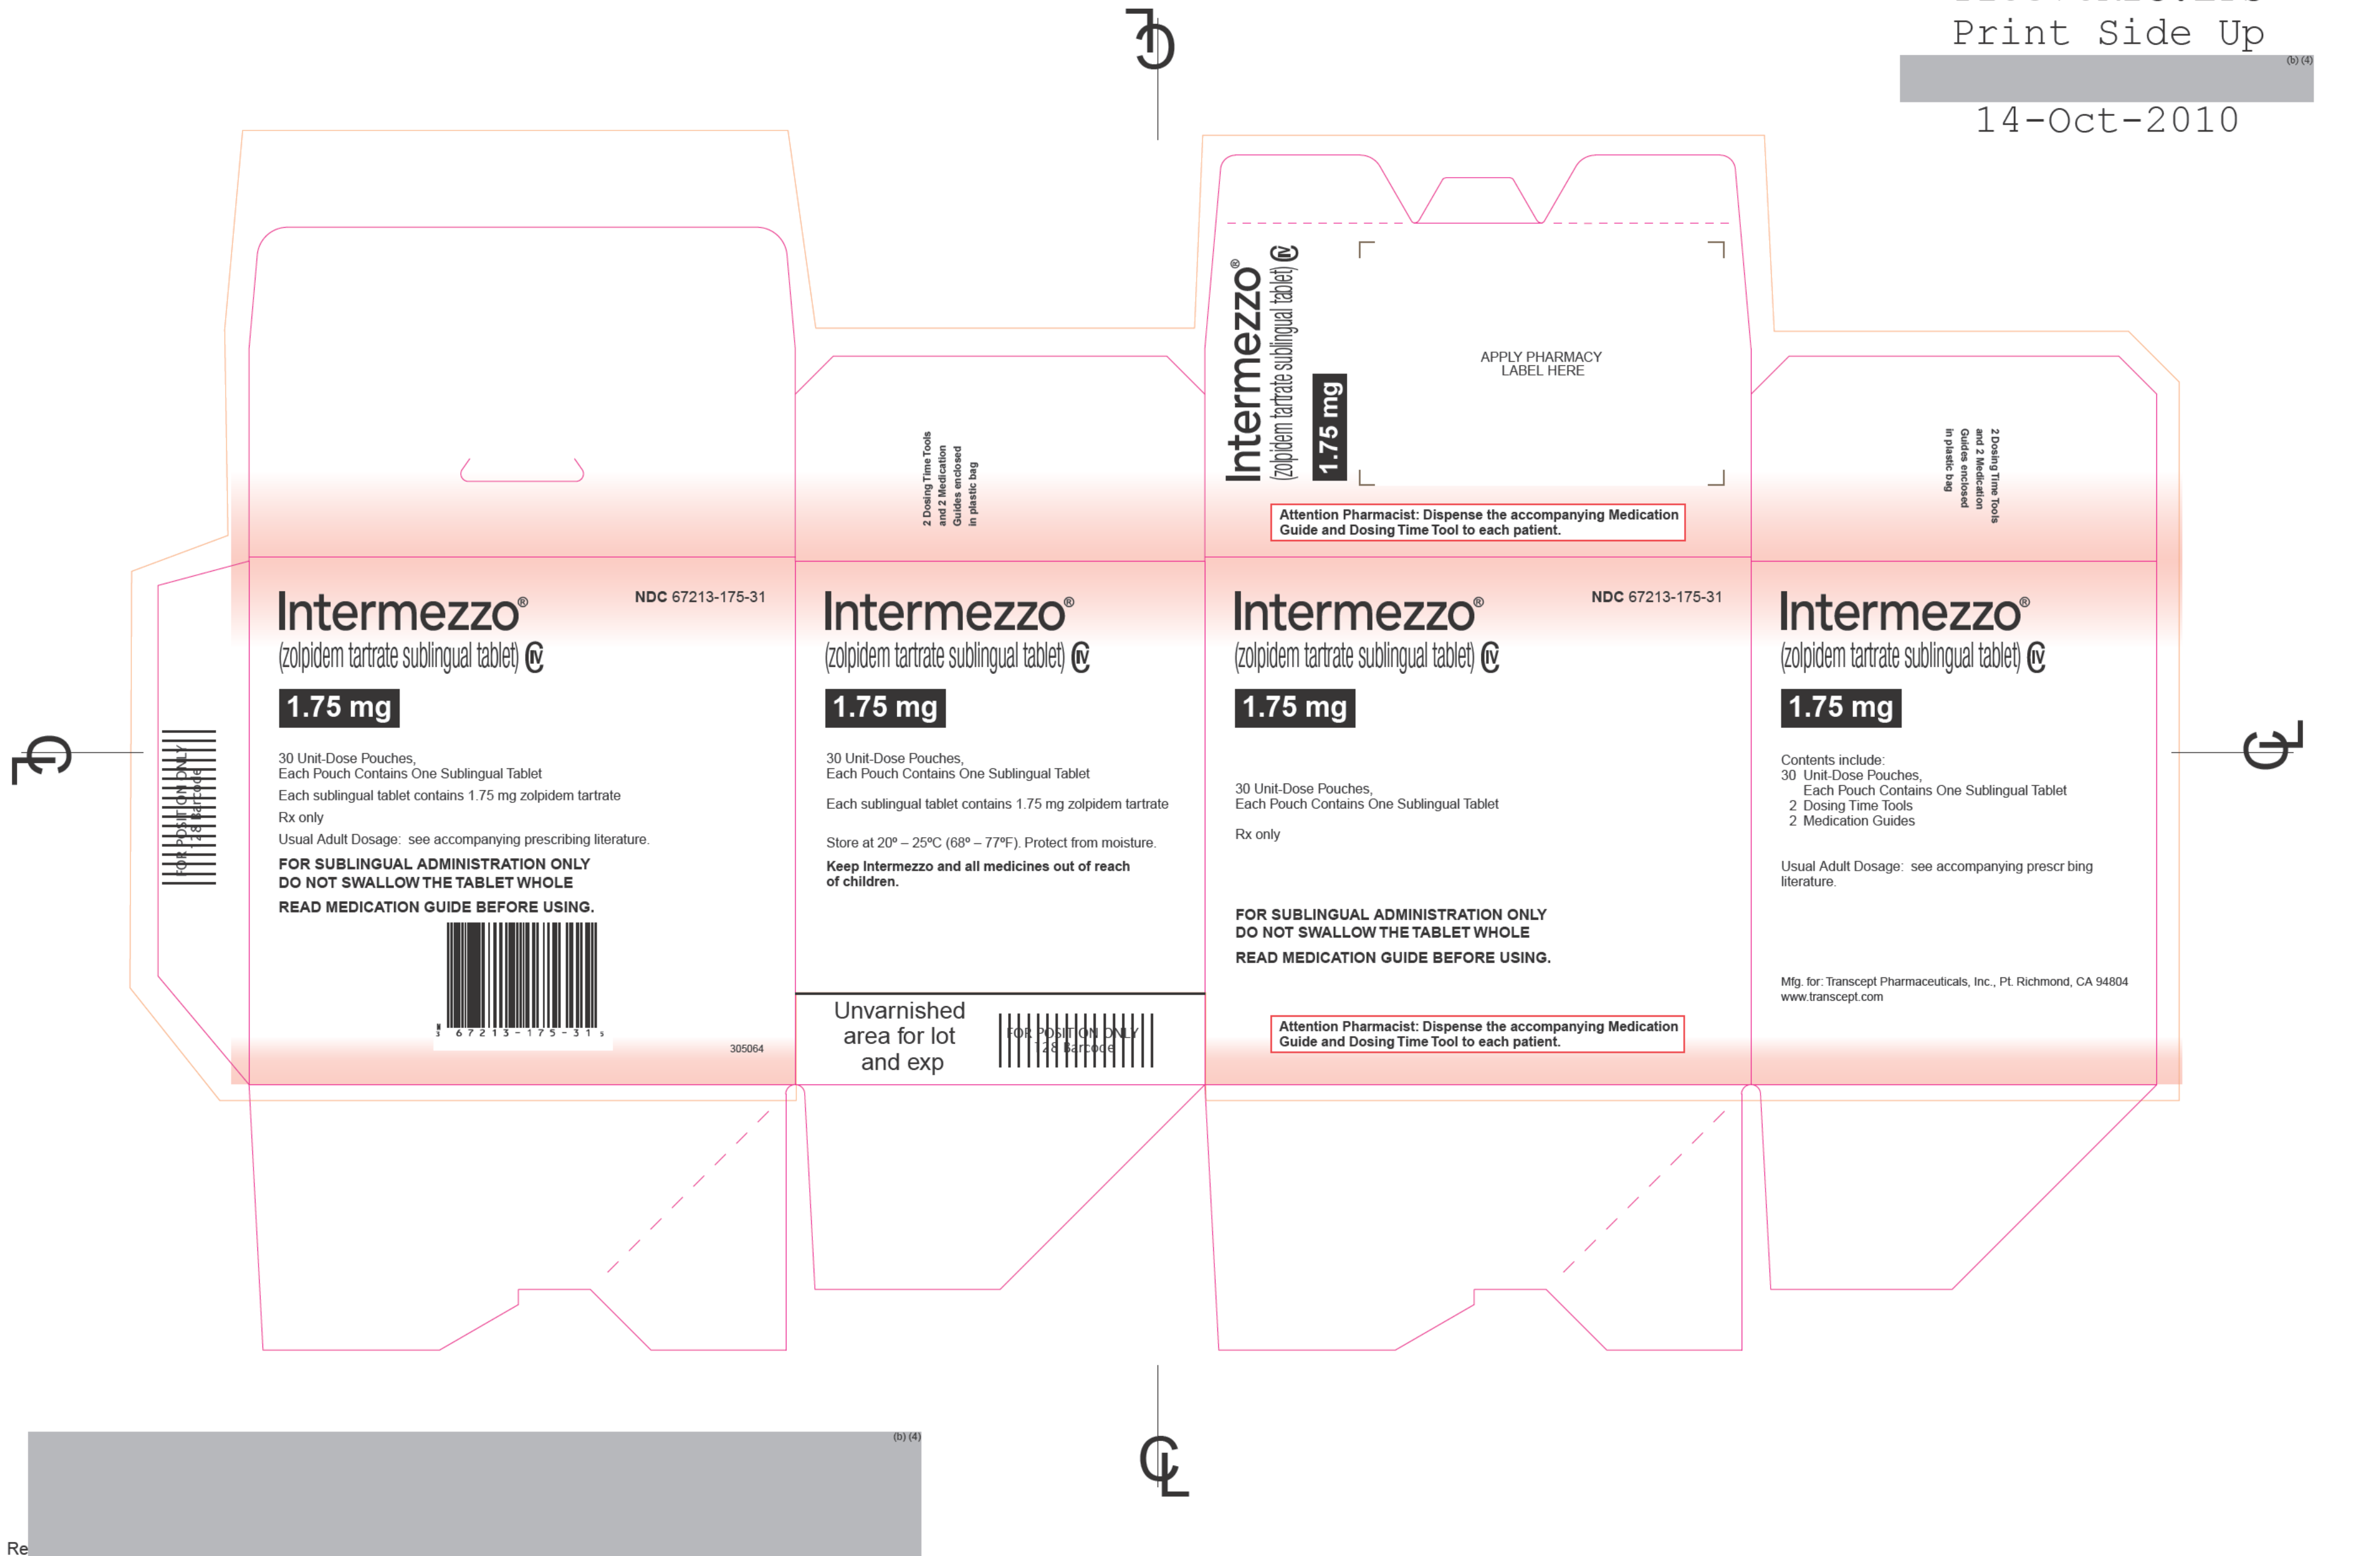 Print Side Up
(b) (4)
14-Oct-2010
CL
Intermezzo®
(zolpidem tartrate sublingual tablet) CIV
1.75 mg
APPLY PHARMACY
LABEL HERE
2 Dosing Time Tools
and 2 Medication
Guides enclosed
in plastic bag
2 Dosing Time Tools
and 2 Medication
Guides enclosed
in plastic bag
Attention Pharmacist: Dispense the accompanying Medication
Guide and Dosing Time Tool to each patient.
CL
FOR POSITION ONLY
128 Barcode
Intermezzo®
NDC 67213-175-31
(zolpidem tartrate sublingual tablet) CIV
1.75 mg
30 Unit-Dose Pouches,
Each Pouch Contains One Sublingual Tablet
Each sublingual tablet contains 1.75 mg zolpidem tartrate
Rx only
Usual Adult Dosage: see accompanying prescribing literature.
FOR SUBLINGUAL ADMINISTRATION ONLY
DO NOT SWALLOW THE TABLET WHOLE
READ MEDICATION GUIDE BEFORE USING.
N
3 67213-175-31 5
305064
Intermezzo®
(zolpidem tartrate sublingual tablet) CIV
1.75 mg
30 Unit-Dose Pouches,
Each Pouch Contains One Sublingual Tablet
Each sublingual tablet contains 1.75 mg zolpidem tartrate
Store at 20º – 25ºC (68º – 77ºF). Protect from moisture.
Keep Intermezzo and all medicines out of reach
of children.
Unvarnished
area for lot
and exp
FOR POSITION ONLY
128 Barcode
Intermezzo®
NDC 67213-175-31
(zolpidem tartrate sublingual tablet) CIV
1.75 mg
30 Unit-Dose Pouches,
Each Pouch Contains One Sublingual Tablet
Rx only
FOR SUBLINGUAL ADMINISTRATION ONLY
DO NOT SWALLOW THE TABLET WHOLE
READ MEDICATION GUIDE BEFORE USING.
Attention Pharmacist: Dispense the accompanying Medication
Guide and Dosing Time Tool to each patient.
Intermezzo®
(zolpidem tartrate sublingual tablet) CIV
1.75 mg
Contents include:
30 Unit-Dose Pouches,
Each Pouch Contains One Sublingual Tablet
2 Dosing Time Tools
2 Medication Guides
Usual Adult Dosage: see accompanying prescr bing
literature.
Mfg. for: Transcept Pharmaceuticals, Inc., Pt. Richmond, CA 94804
www.transcept.com
CL
(b) (4)
CL
Re